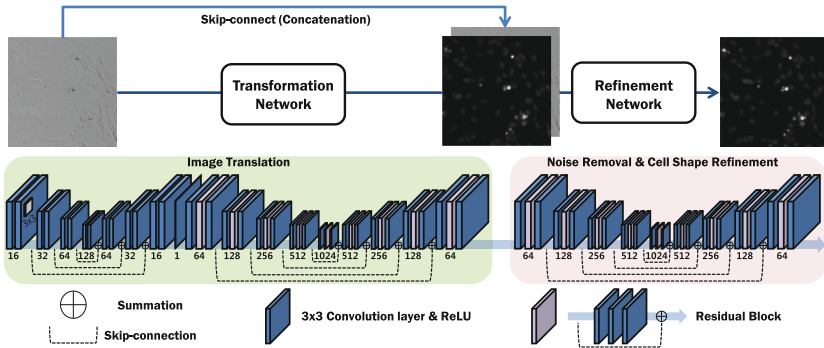 Skip-connect (Concatenation)
Transformation
Network
Refinement
Network
Image Translation
Noise Removal & Cell Shape Refinement
3x3
16 32 64 128 64 32 16 1 64 128 256 512 1024 512 256 128 64
64 128 256 512 1024 512 256 128 64
Summation
Skip-connection
3x3 Convolution layer & ReLU
Residual Block